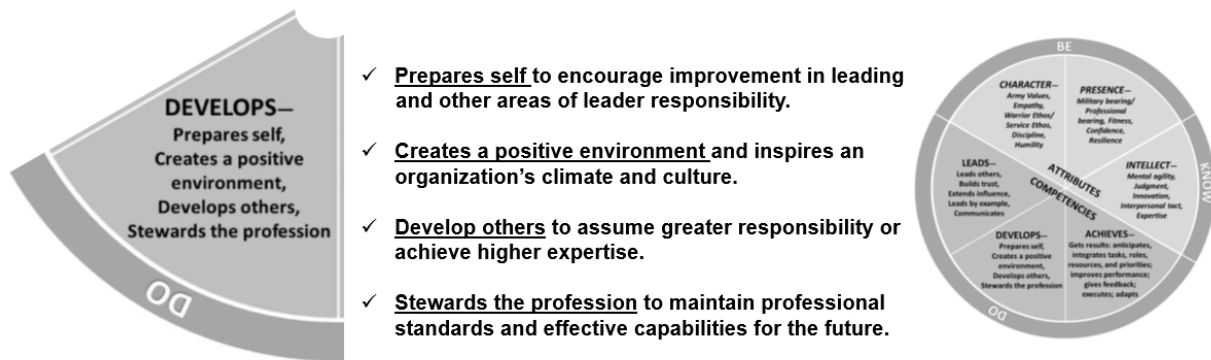 DEVELOPS—
Prepares self,
Creates a positive
environment,
Develops others,
Stewards the profession
DO
✓ Prepares self to encourage improvement in leading
and other areas of leader responsibility.
✓ Creates a positive environment and inspires an
organization's climate and culture.
✓ Develop others to assume greater responsibility or
achieve higher expertise.
✓ Stewards the profession to maintain professional
standards and effective capabilities for the future.
BE
CHARACTER—
Army Values,
Empathy,
Warrior Ethos/
Service Ethos,
Discipline,
Humility
PRESENCE—
Military bearing/
Professional
bearing, Fitness,
Confidence,
Resilience
LEADS—
Leads others,
Builds trust,
Extends influence,
Leads by example,
Communicates
ATTRIBUTES
COMPETENCIES
INTELLECT—
Mental agility,
Judgment,
Innovation,
Interpersonal tact,
Expertise
KNOW
DEVELOPS—
Prepares self,
Creates a positive
environment,
Develops others,
Stewards the profession
ACHIEVES—
Gets results: anticipates,
integrates tasks, roles,
resources, and priorities;
improves performance;
gives feedback;
executes; adapts
DO